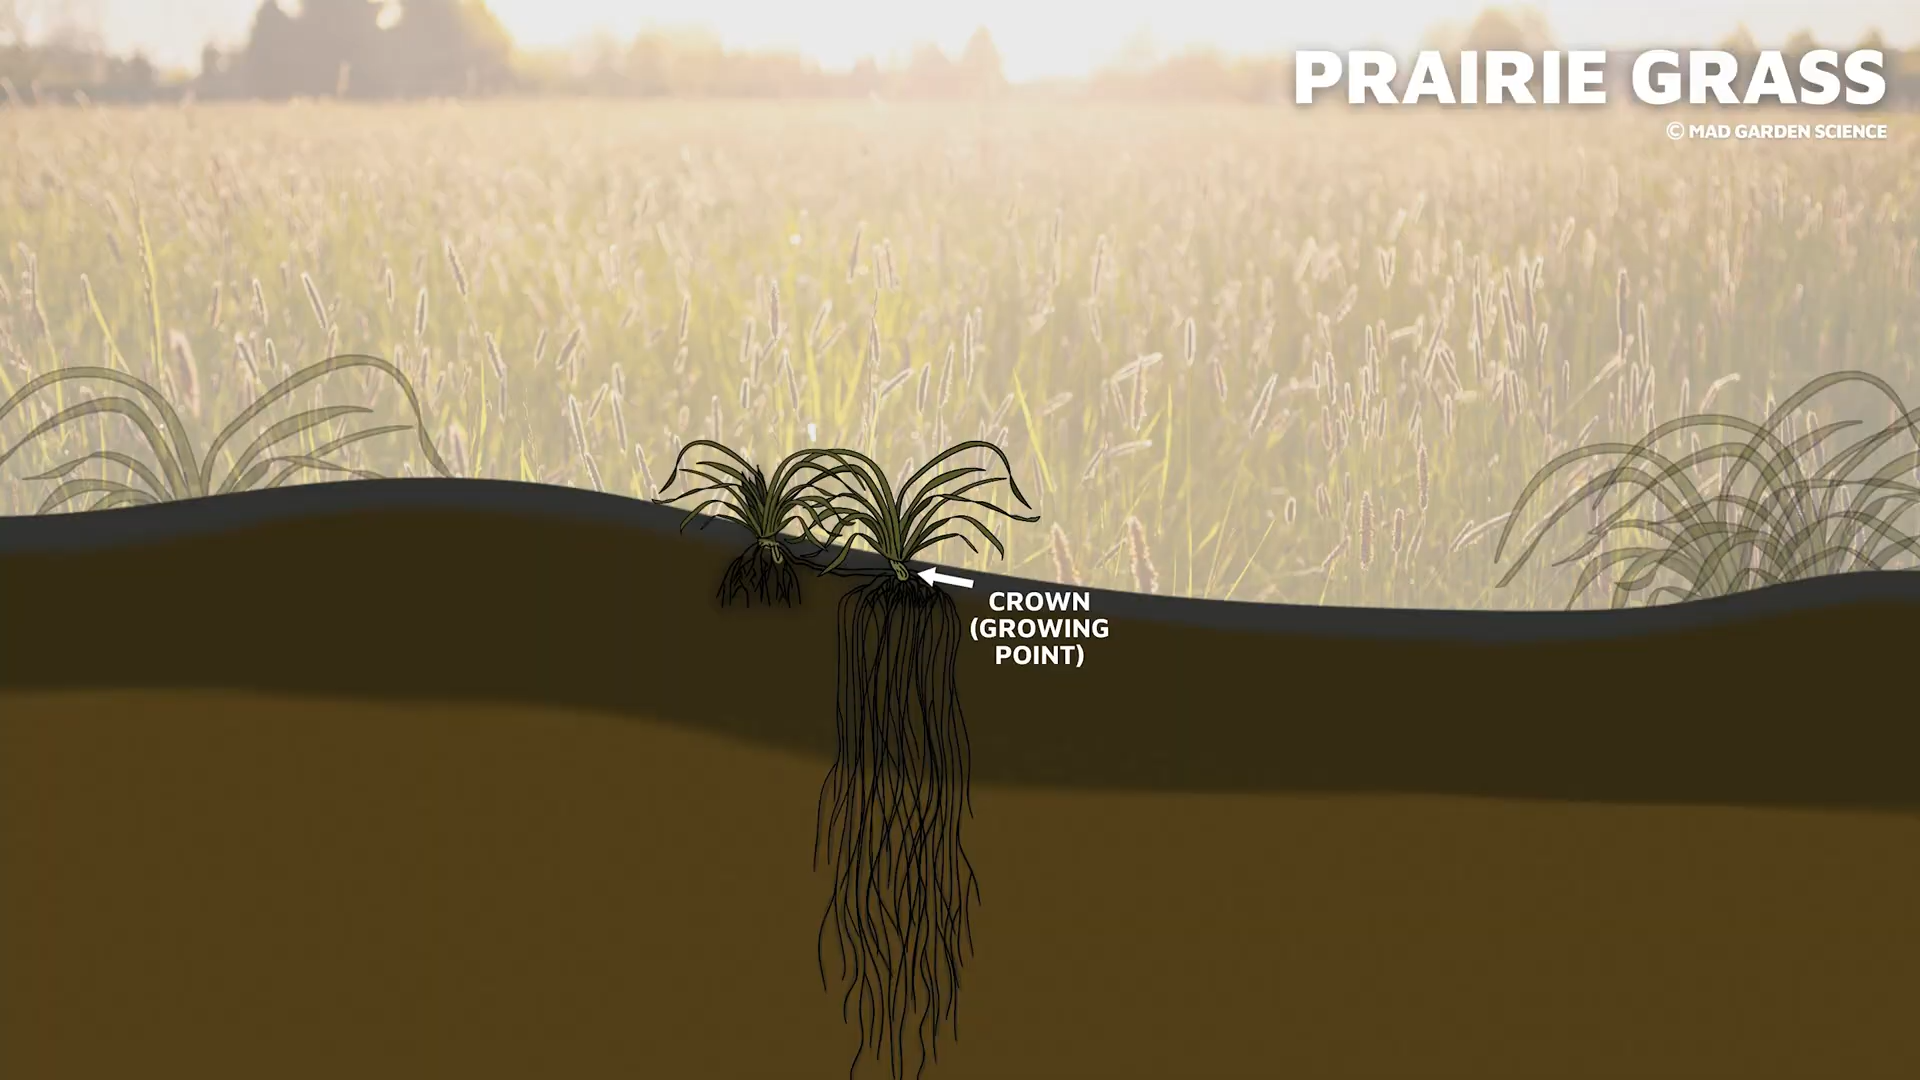 PRAIRIE GRASS
© MAD GARDEN SCIENCE
CROWN
(GROWING
POINT)